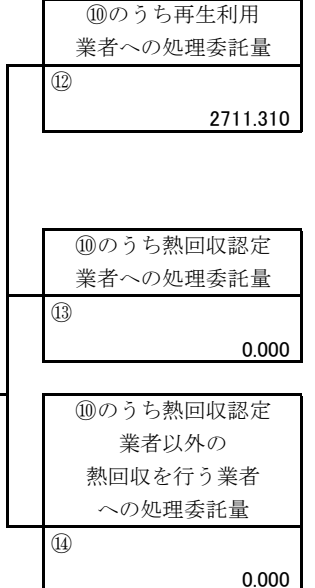 ⑩のうち再生利用
業者への処理委託量
⑫
2711.310
⑩のうち熱回収認定
業者への処理委託量
⑬
0.000
⑩のうち熱回収認定
業者以外の
熱回収を行う業者
への処理委託量
⑭
0.000